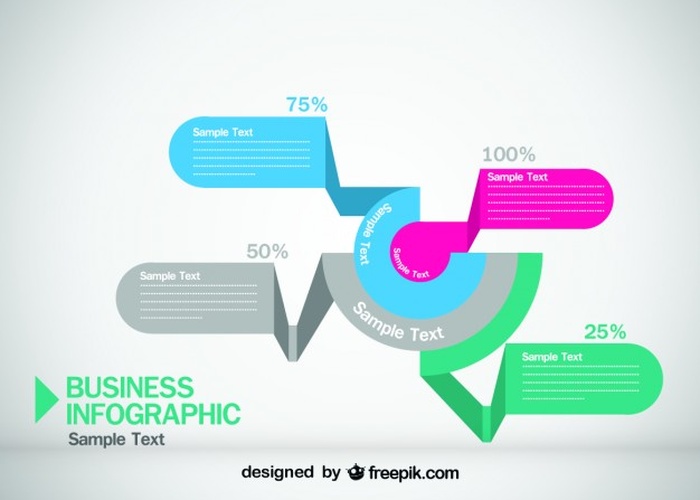 75%
Sample Text
100%
Sample Text
Sample Text
Sample Text
50%
Sample Text
Sample Text
25%
Sample Text
BUSINESS
INFOGRAPHIC
Sample Text
designed by freepik.com